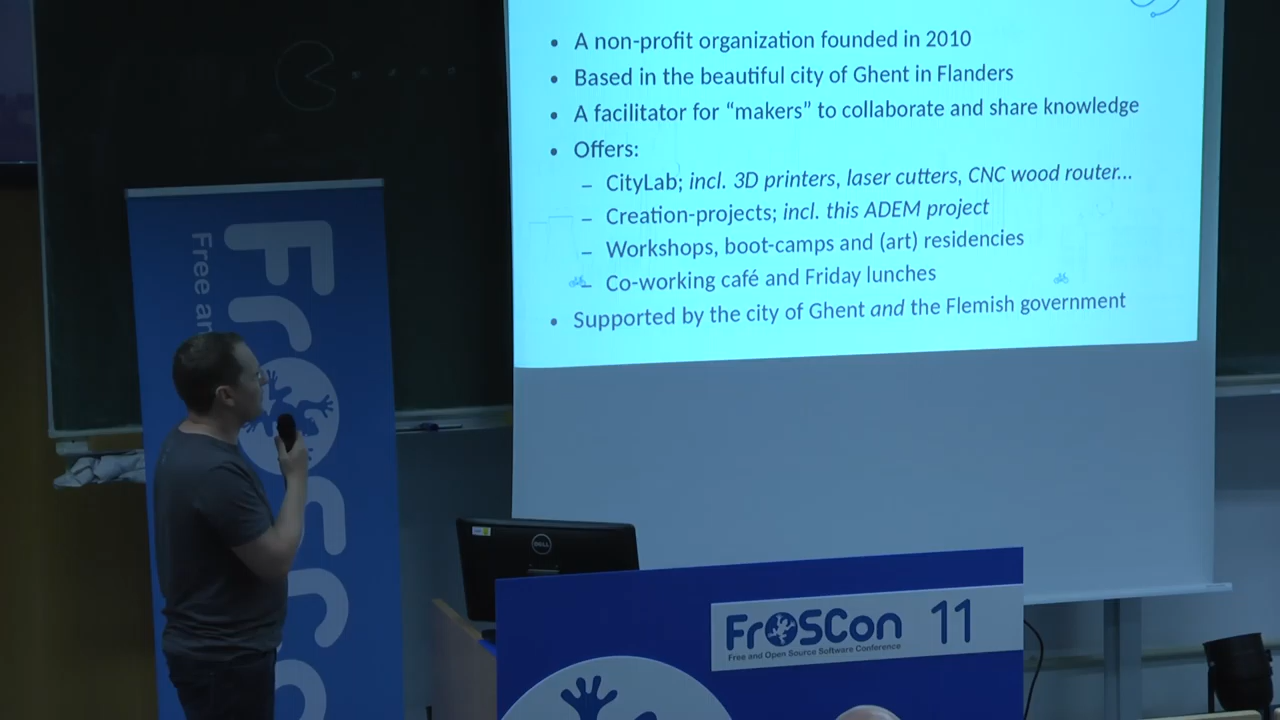 • A non-profit organization founded in 2010
• Based in the beautiful city of Ghent in Flanders
• A facilitator for “makers” to collaborate and share knowledge
• Offers:
– CityLab; incl. 3D printers, laser cutters, CNC wood router...
– Creation-projects; incl. this ADEM project
– Workshops, boot-camps and (art) residencies
– Co-working café and Friday lunches
• Supported by the city of Ghent and the Flemish government
FrOSCo
Free an
DELL
FrOSCon 11
Free and Open Source Software Conference